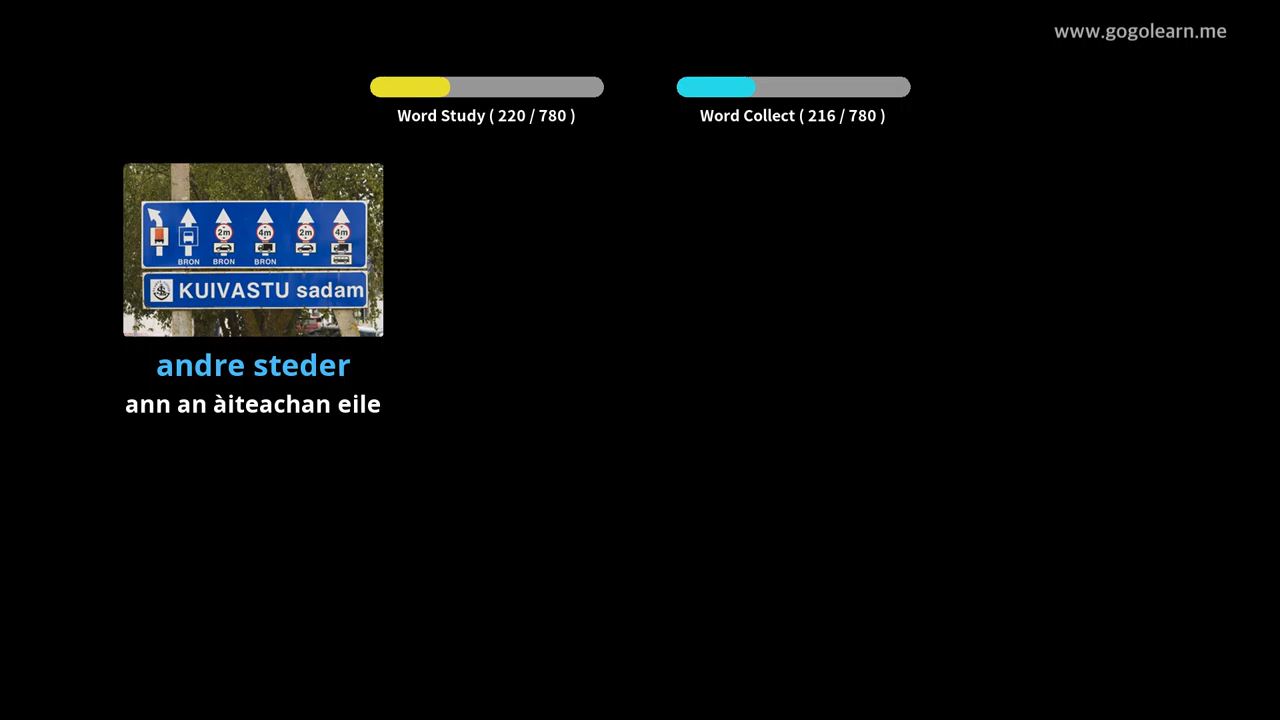 www.gogolearn.me
Word Study ( 220 / 780 )
Word Collect ( 216 / 780 )
2m 4m 2m 4m
BRON BRON BRON
KUIVASTU sadam
andre steder
ann an àiteachan eile